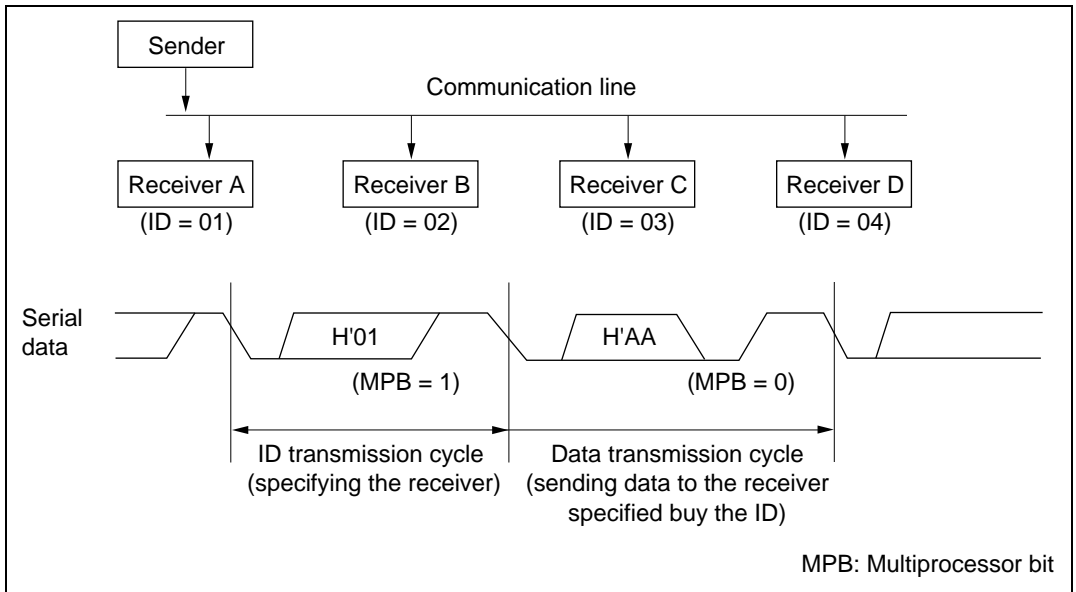 Sender
Communication line
Receiver A
Receiver B
Receiver C
Receiver D
(ID = 01)
(ID = 02)
(ID = 03)
(ID = 04)
Serial
data
H'01
H'AA
(MPB = 1)
(MPB = 0)
ID transmission cycle
(specifying the receiver)
Data transmission cycle
(sending data to the receiver
specified buy the ID)
MPB: Multiprocessor bit